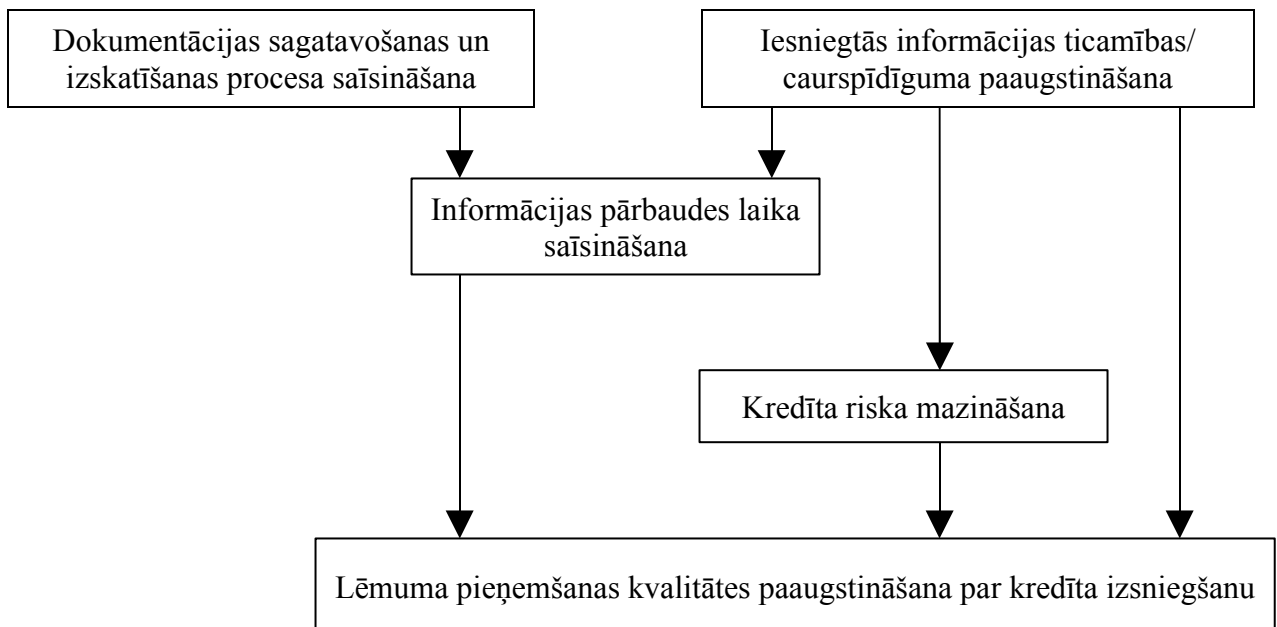 Dokumentācijas sagatavošanas un
izskatīšanas procesa saīsināšana
Iesniegtās informācijas ticamības/
caurspīdīguma paaugstināšana
Informācijas pārbaudes laika
saīsināšana
Kredīta riska mazināšana
Lēmuma pieņemšanas kvalitātes paaugstināšana par kredīta izsniegšanu